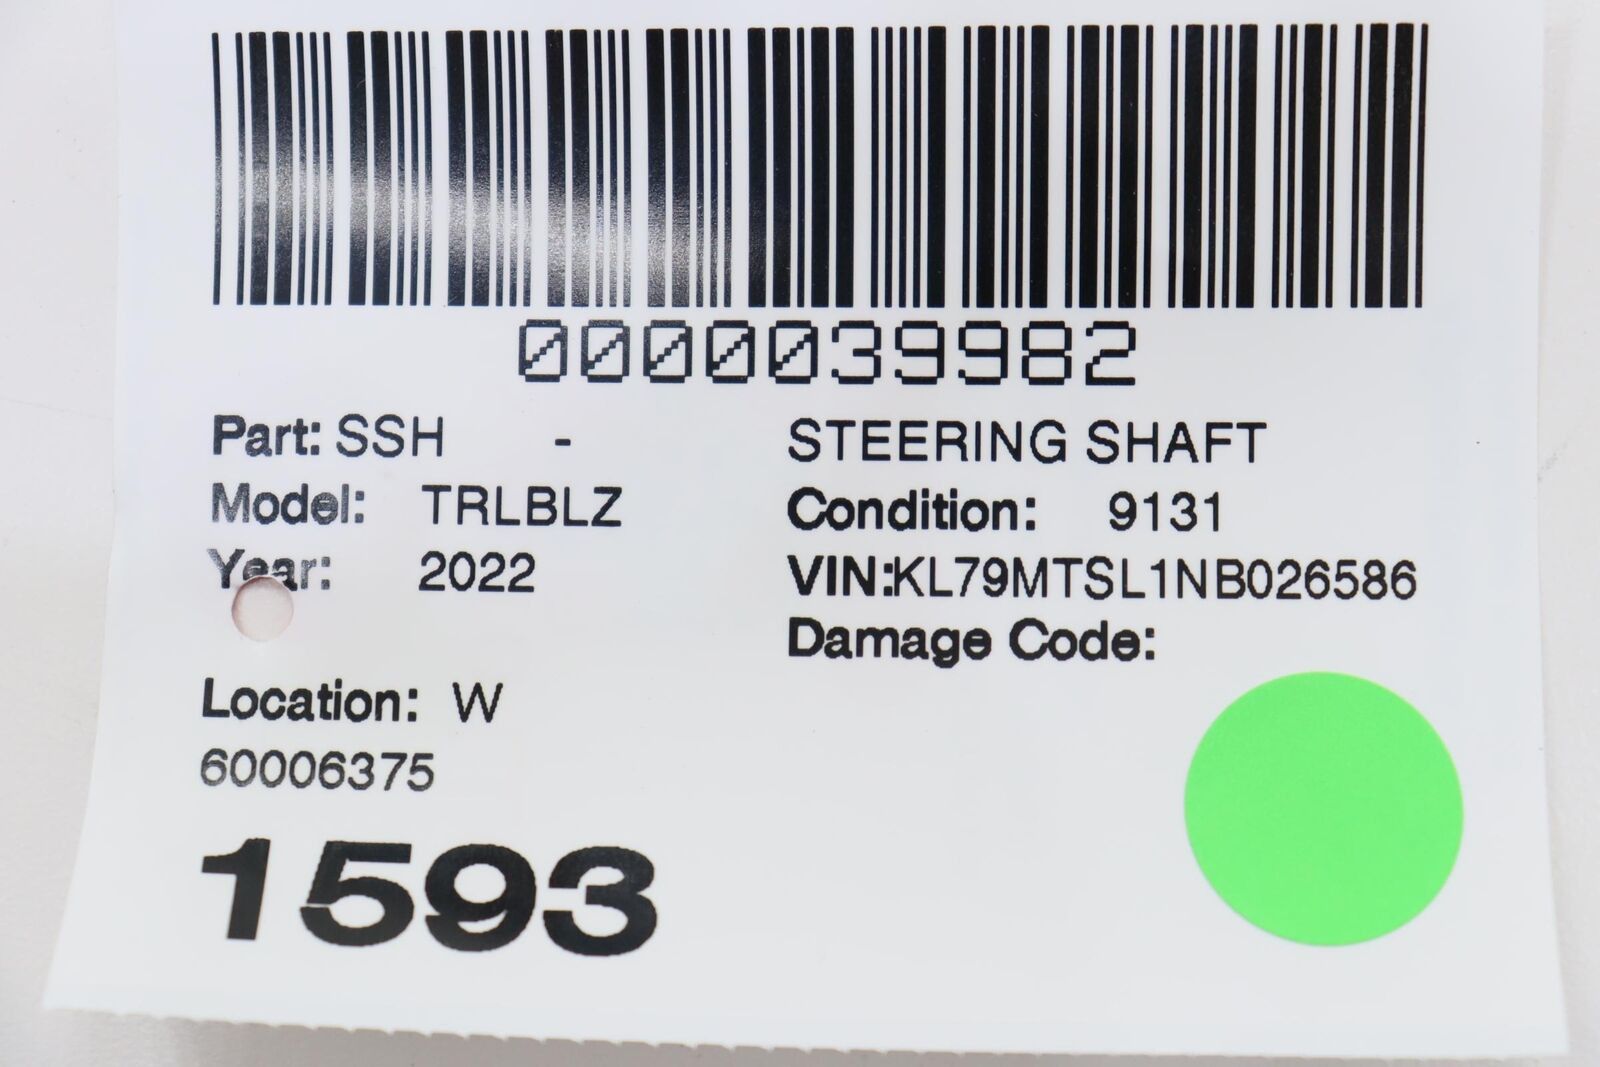 0000039982
Part: SSH - STEERING SHAFT
Model: TRLBLZ Condition: 9131
Year: 2022 VIN:KL79MTSL1NB026586
Damage Code:
Location: W
60006375
1593